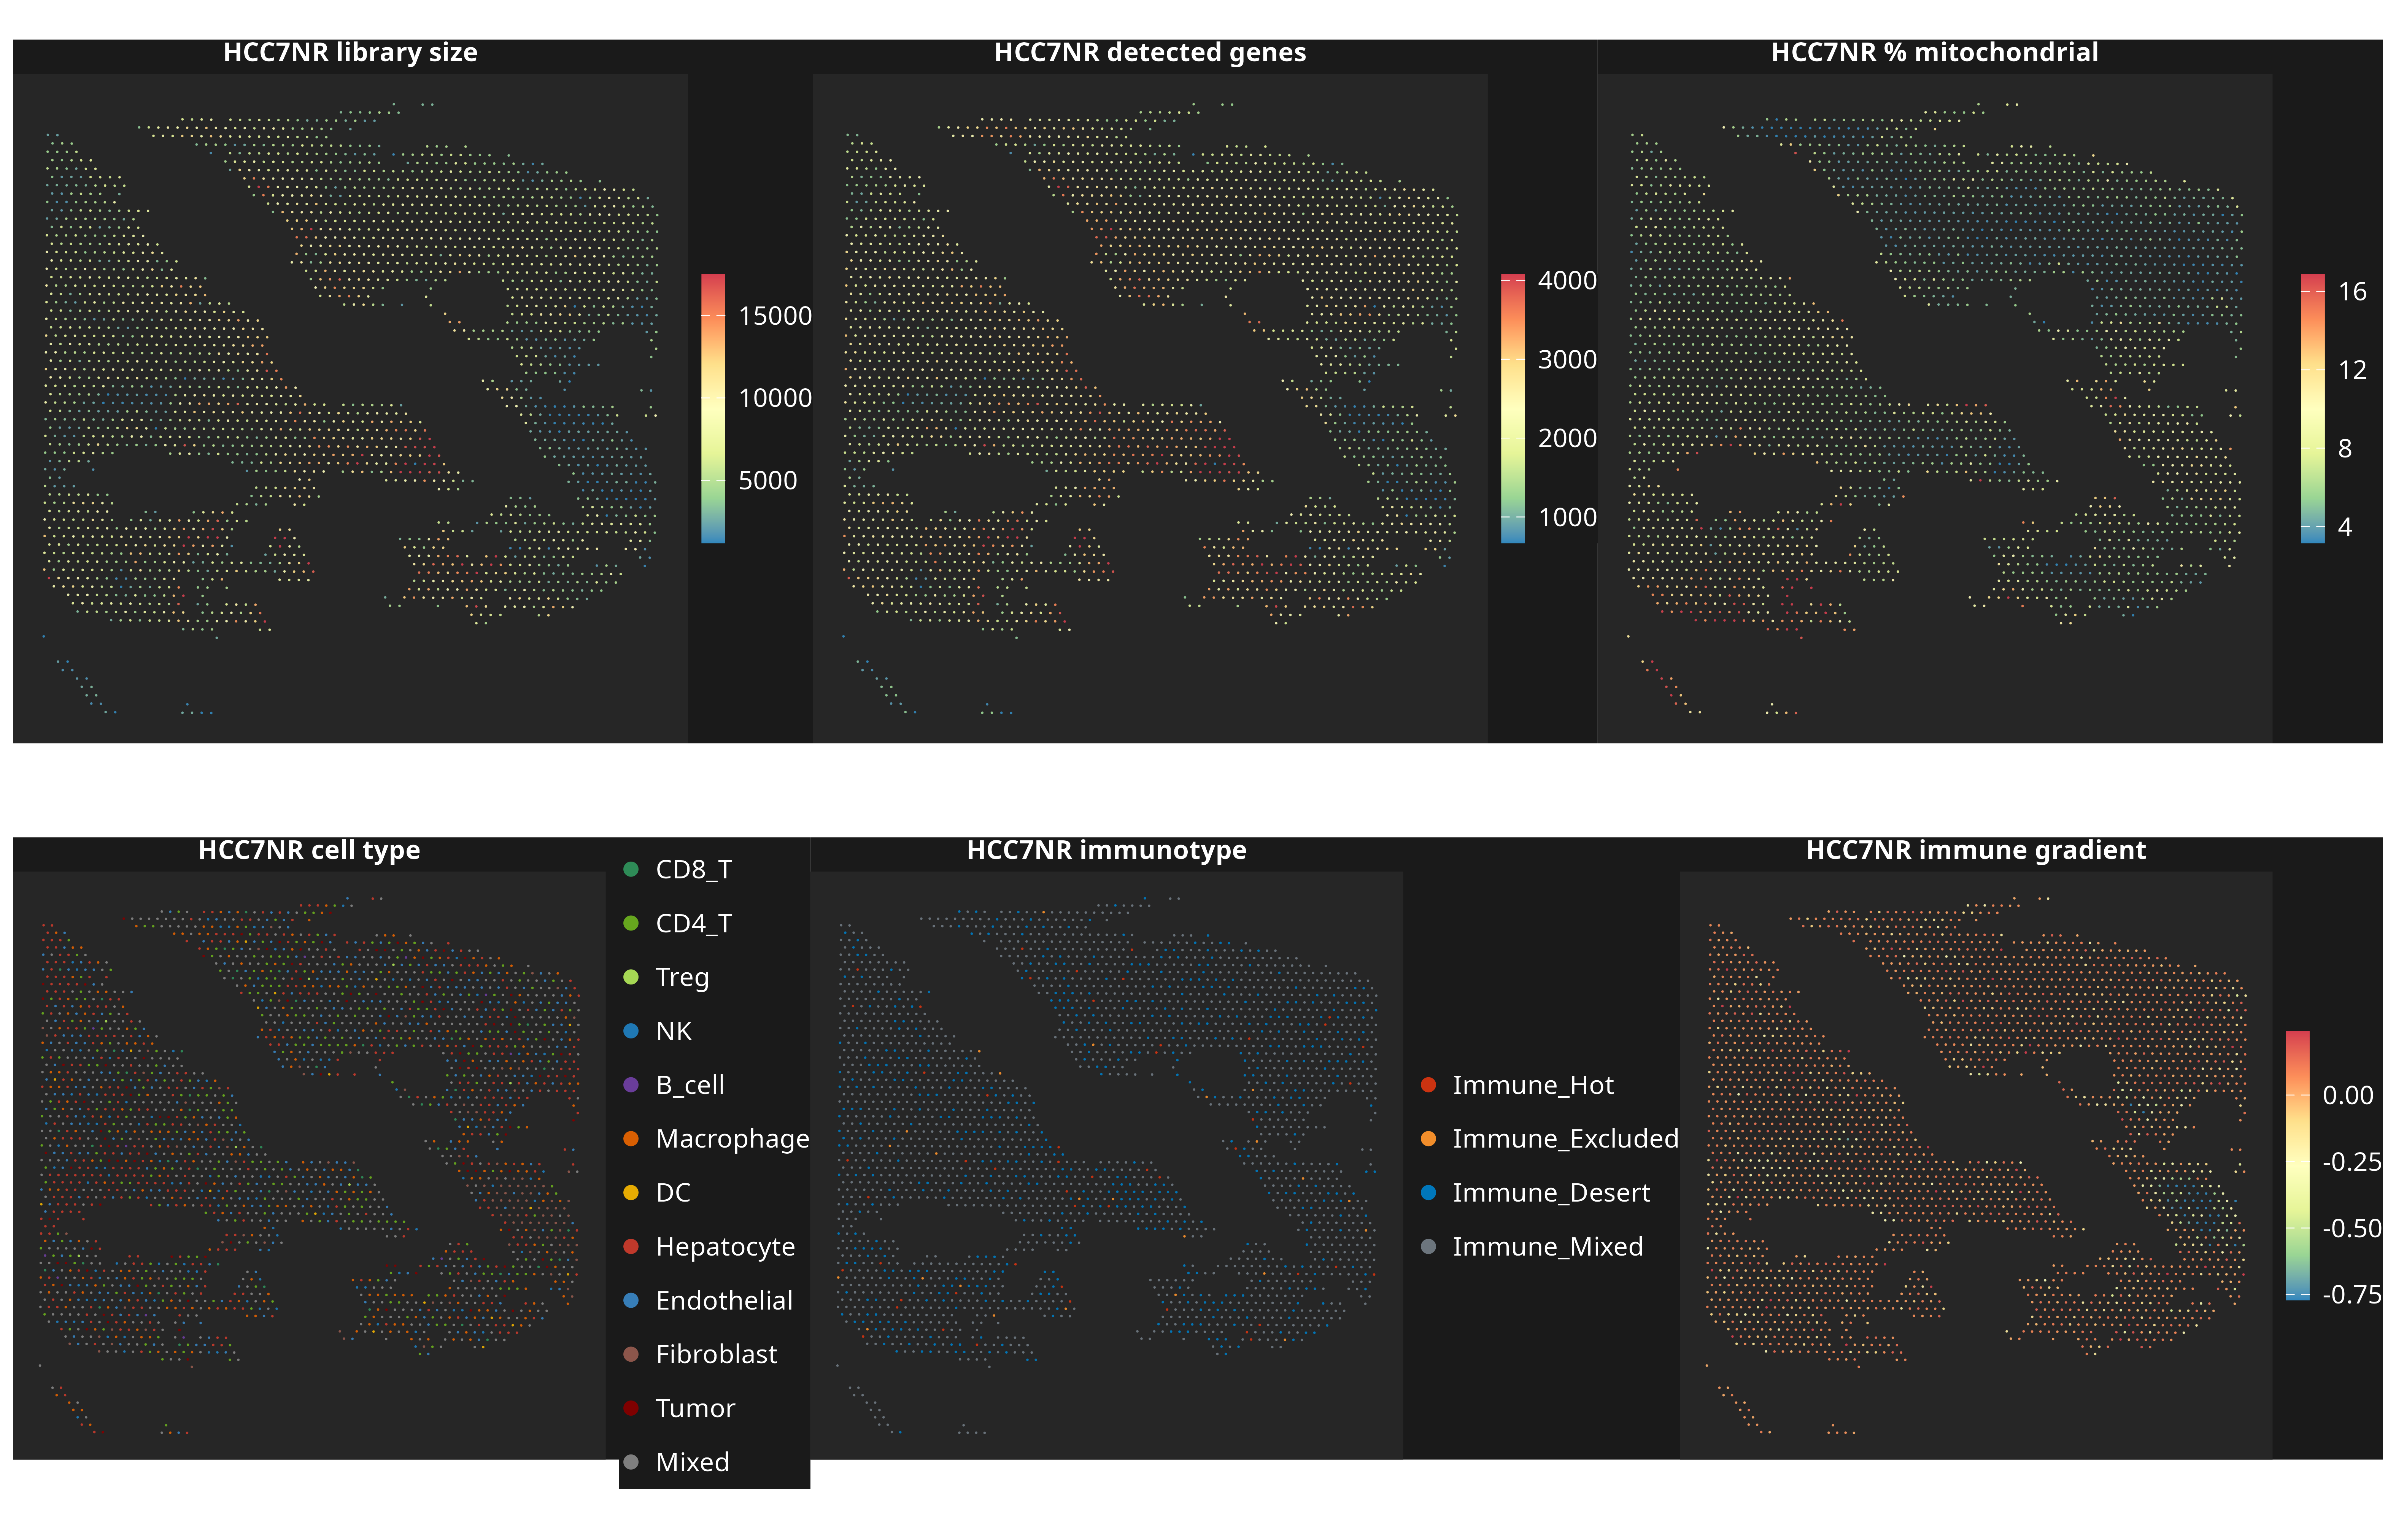 HCC7NR library size
15000
10000
5000
HCC7NR detected genes
4000
3000
2000
1000
HCC7NR % mitochondrial
16
12
8
4
HCC7NR cell type
CD8_T
CD4_T
Treg
NK
B_cell
Macrophage
DC
Hepatocyte
Endothelial
Fibroblast
Tumor
Mixed
HCC7NR immunotype
Immune_Hot
Immune_Excluded
Immune_Desert
Immune_Mixed
HCC7NR immune gradient
0.00
-0.25
-0.50
-0.75